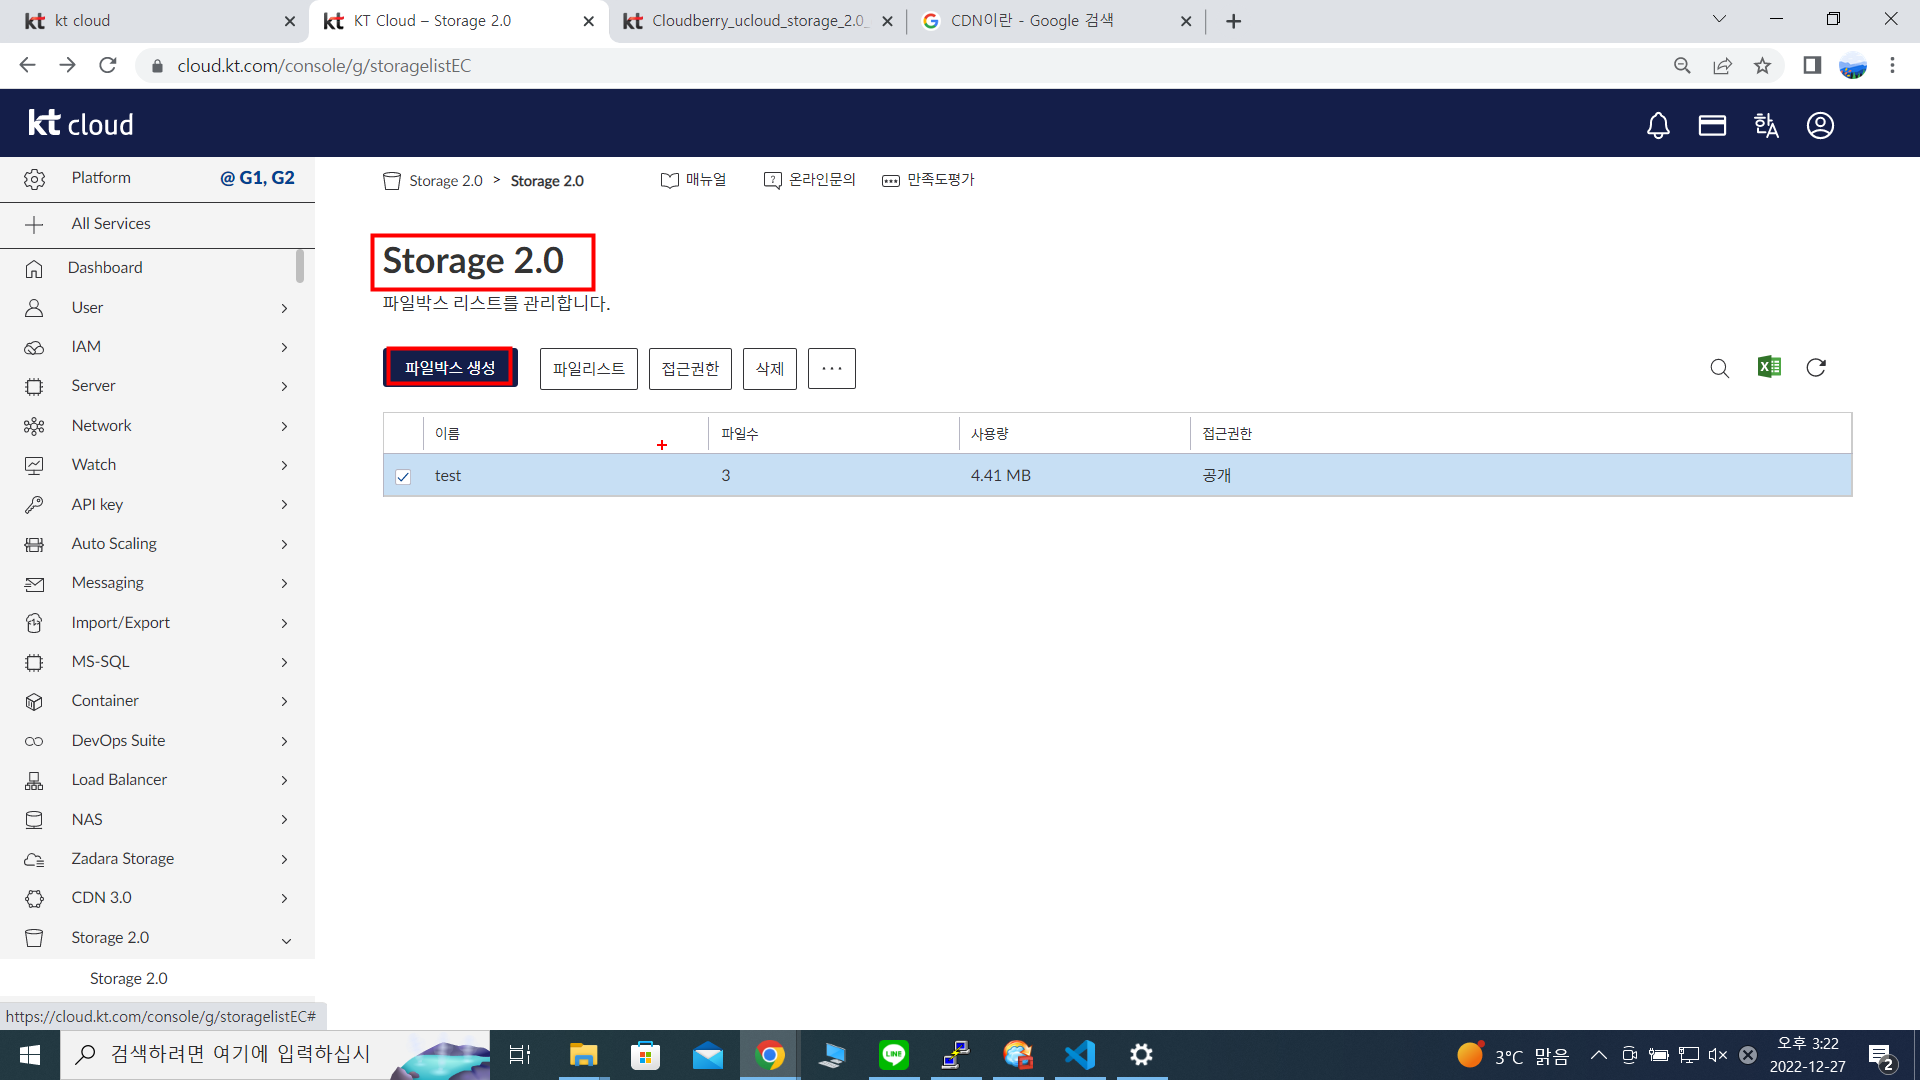 kt kt cloud
kt KT Cloud – Storage 2.0
kt Cloudberry_ucloud_storage_2.0_
G CDN이란 - Google 검색
cloud.kt.com/console/g/storagelistEC
kt cloud
한A
Platform @ G1, G2
All Services
Dashboard
User
IAM
Server
Network
Watch
API key
Auto Scaling
Messaging
Import/Export
MS-SQL
Container
DevOps Suite
Load Balancer
NAS
Zadara Storage
CDN 3.0
Storage 2.0
Storage 2.0
Storage 2.0 > Storage 2.0
매뉴얼
온라인문의
만족도평가
Storage 2.0
파일박스 리스트를 관리합니다.
파일박스 생성 파일리스트 접근권한 삭제 ···
이름 파일수 사용량 접근권한
test 3 4.41 MB 공개
https://cloud.kt.com/console/g/storagelistEC#
검색하려면 여기에 입력하십시
LINE
3°C 맑음
오후 3:22
2022-12-27
2